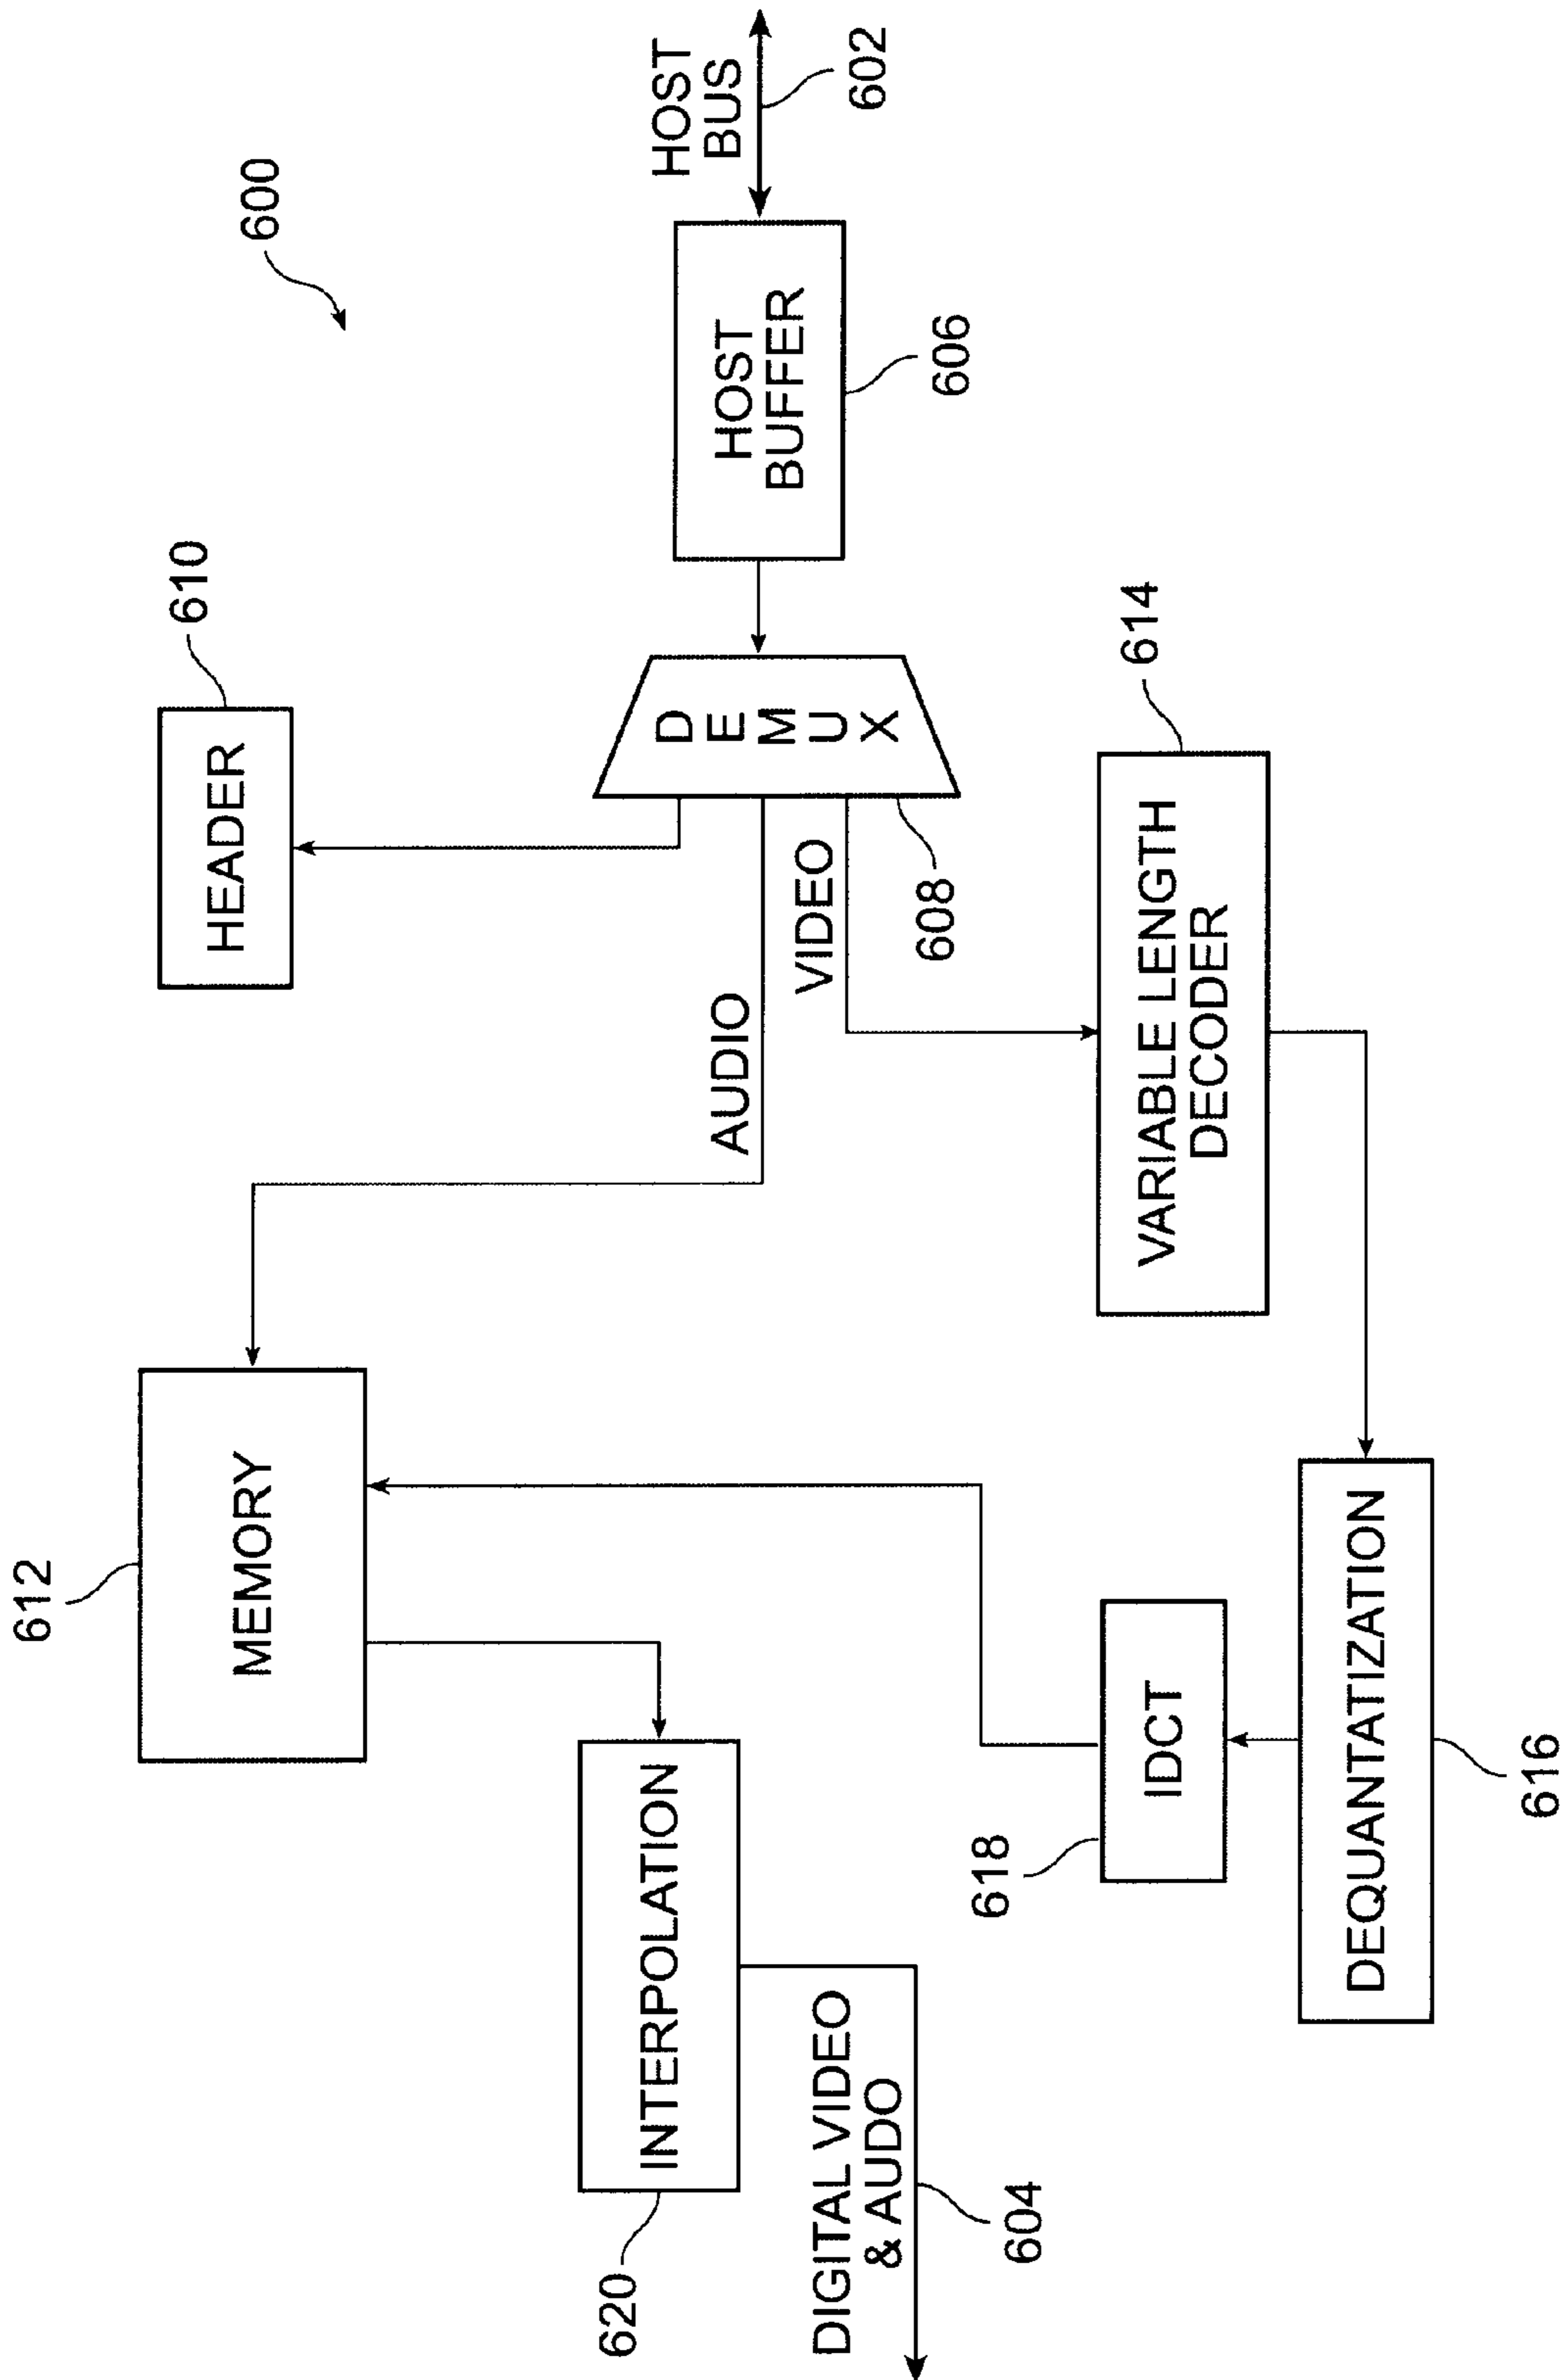 600
HOST
BUS
602
HOST
BUFFER
606
610
HEADER
DEMUX
608
AUDIO
VIDEO
614
VARIABLE LENGTH
DECODER
612
MEMORY
618
IDCT
DEQUANTATIZATION
616
INTERPOLATION
620
DIGITAL VIDEO
& AUDO
604